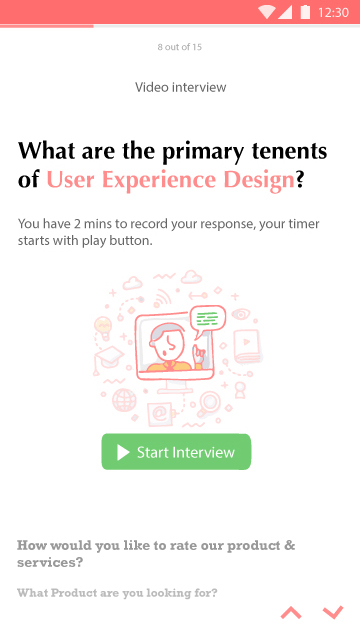 12:30
8 out of 15
Video interview
What are the primary tenents
of User Experience Design?
You have 2 mins to record your response, your timer
starts with play button.
Start Interview
How would you like to rate our product &
services?
What Product are you looking for?